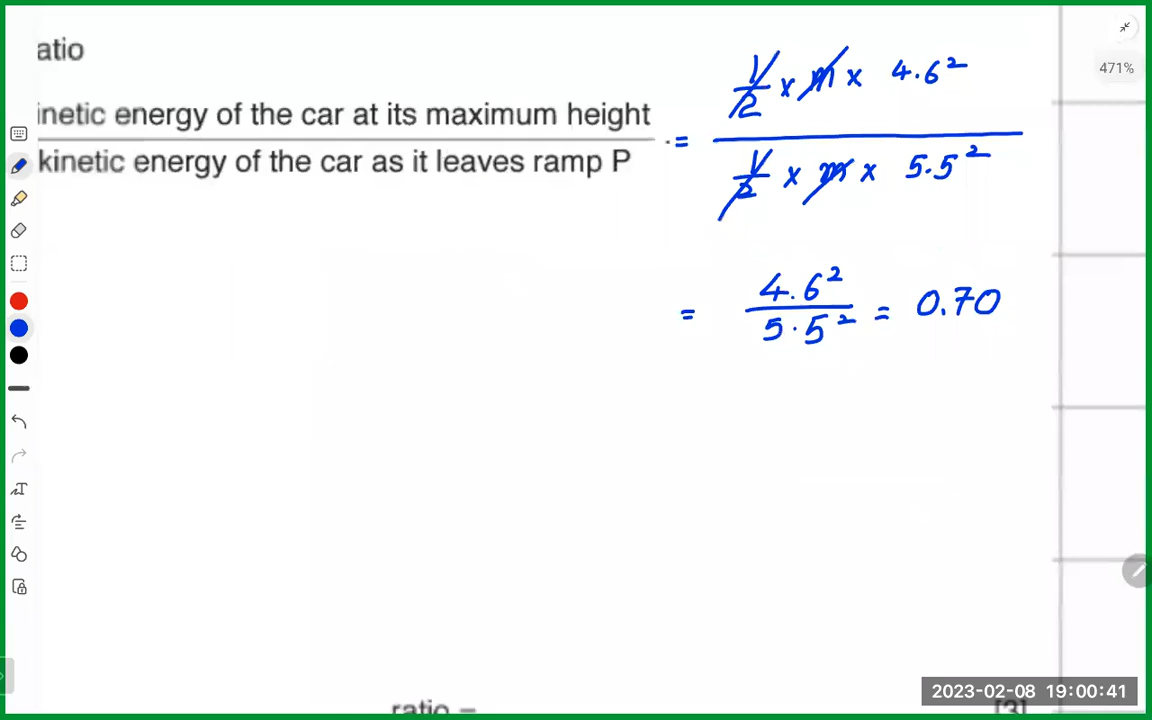 atio
471%
inetic energy of the car at its maximum height
kinetic energy of the car as it leaves ramp P
= 1/2 × m × 4.6²
1/2 × m × 5.5²
= 4.6²
5.5² = 0.70
ratio =
[3]
2023-02-08 19:00:41